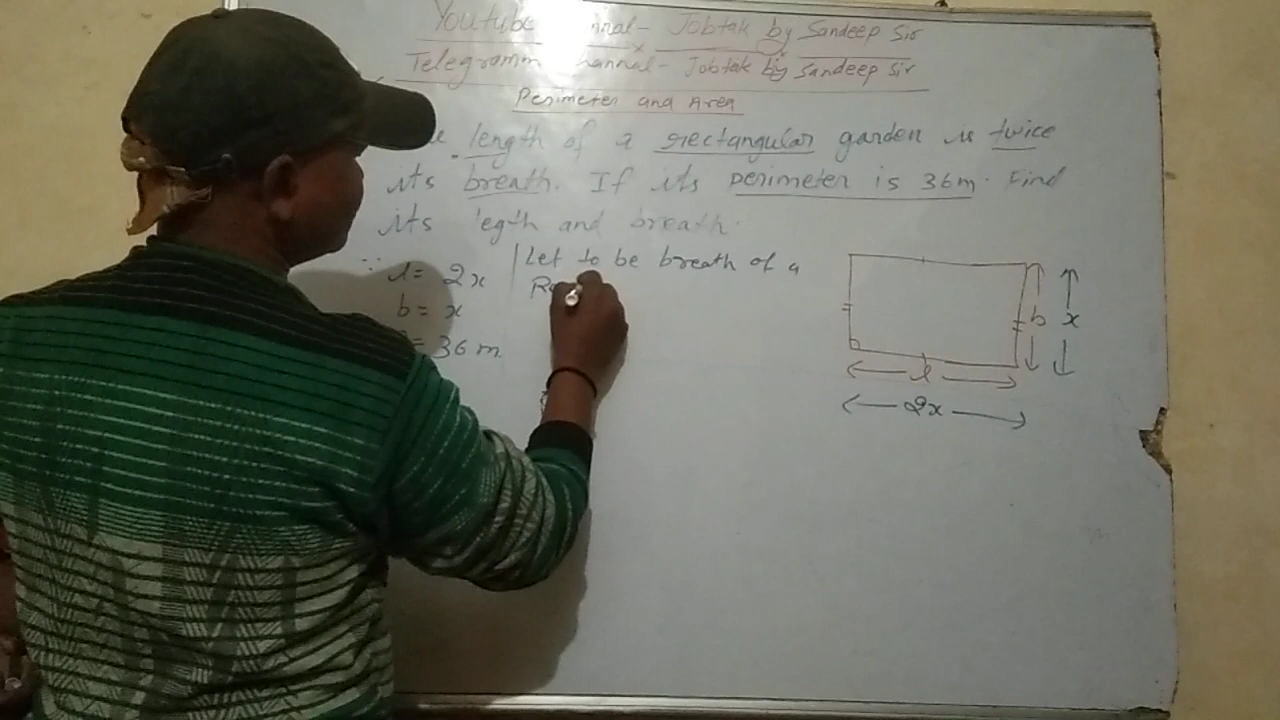 Youtube nnal- Jobtak by Sandeep Sir
Telegramm hannal- Jobtak by Sandeep Sir
Perimeter and Area
length of a rectangular garden is twice
its breath. If its perimeter is 36m. Find
its legth and breath.
∵ l = 2x
b = x
= 36 m
Let to be breath of a
b x
l
2x